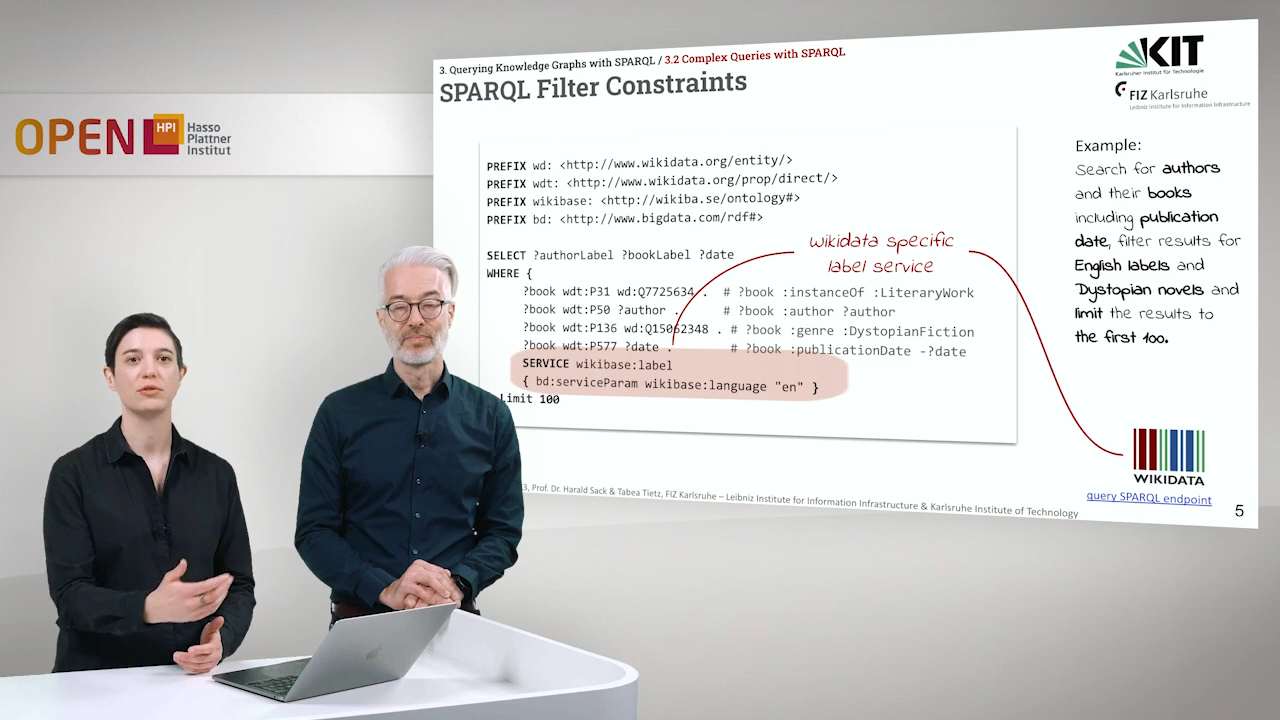 OPEN HPI Hasso
Plattner
Institut
3. Querying Knowledge Graphs with SPARQL / 3.2 Complex Queries with SPARQL
SPARQL Filter Constraints
KIT
Karlsruher Institut für Technologie
FIZ Karlsruhe
Leibniz Institute for Information Infrastructure
PREFIX wd: <http://www.wikidata.org/entity/>
PREFIX wdt: <http://www.wikidata.org/prop/direct/>
PREFIX wikibase: <http://wikiba.se/ontology#>
PREFIX bd: <http://www.bigdata.com/rdf#>
SELECT ?authorLabel ?bookLabel ?date
WHERE {
?book wdt:P31 wd:Q7725634 . # ?book :instanceOf :LiteraryWork
?book wdt:P50 ?author . # ?book :author ?author
?book wdt:P136 wd:Q15062348 . # ?book :genre :DystopianFiction
?book wdt:P577 ?date . # ?book :publicationDate -?date
SERVICE wikibase:label
{ bd:serviceParam wikibase:language "en" }
Limit 100
wikidata specific
label service
Example:
Search for authors
and their books
including publication
date, filter results for
English labels and
Dystopian novels and
limit the results to
the first 100.
WIKIDATA
query SPARQL endpoint
3, Prof. Dr. Harald Sack & Tabea Tietz, FIZ Karlsruhe – Leibniz Institute for Information Infrastructure & Karlsruhe Institute of Technology
5